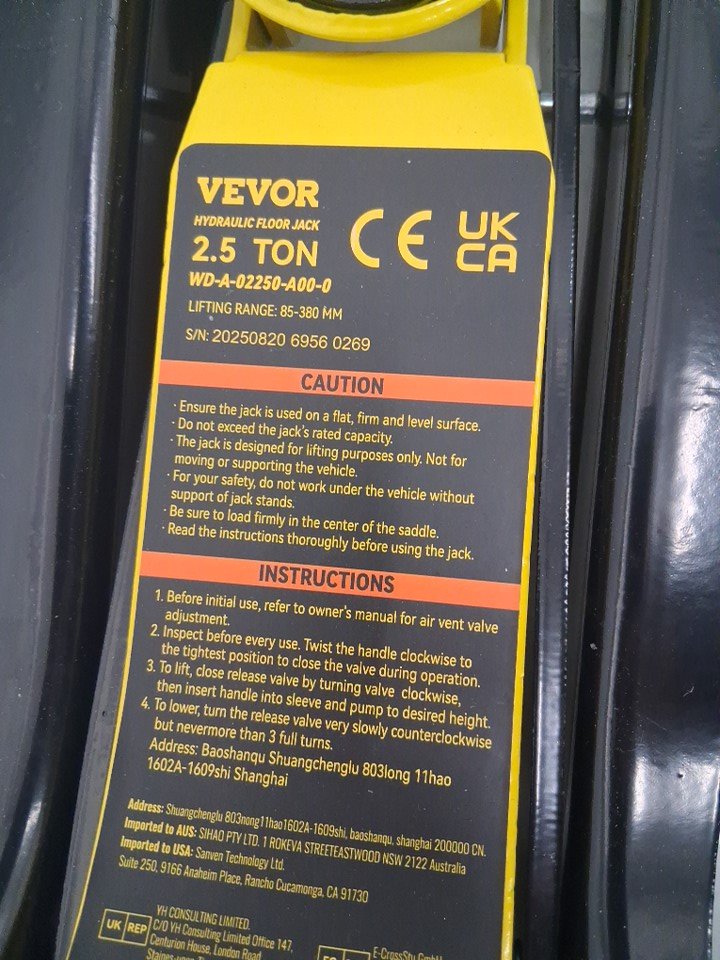 VEVOR
HYDRAULIC FLOOR JACK
2.5 TON
WD-A-02250-A00-0
CE
UK
CA
LIFTING RANGE: 85-380 MM
S/N: 20250820 6956 0269
CAUTION
· Ensure the jack is used on a flat, firm and level surface.
· Do not exceed the jack's rated capacity.
· The jack is designed for lifting purposes only. Not for
moving or supporting the vehicle.
· For your safety, do not work under the vehicle without
support of jack stands.
· Be sure to load firmly in the center of the saddle.
· Read the instructions thoroughly before using the jack.
INSTRUCTIONS
1. Before initial use, refer to owner's manual for air vent valve
adjustment.
2. Inspect before every use. Twist the handle clockwise to
the tightest position to close the valve during operation.
3. To lift, close release valve by turning valve clockwise,
then insert handle into sleeve and pump to desired height.
4. To lower, turn the release valve very slowly counterclockwise
but nevermore than 3 full turns.
Address: Baoshanqu Shuangchenglu 803long 11hao
1602A-1609shi Shanghai
Address: Shuangchenglu 803nong11hao1602A-1609shi, baoshanqu, shanghai 200000 CN.
Imported to AUS: SIHAO PTY LTD. 1 ROKEVA STREETEASTWOOD NSW 2122 Australia
Imported to USA: Sanven Technology Ltd.
Suite 250, 9166 Anaheim Place, Rancho Cucamonga, CA 91730
UK REP
YH CONSULTING LIMITED.
C/O YH Consulting Limited Office 147,
Centurion House, London Road,
E-CrossStu GmbH